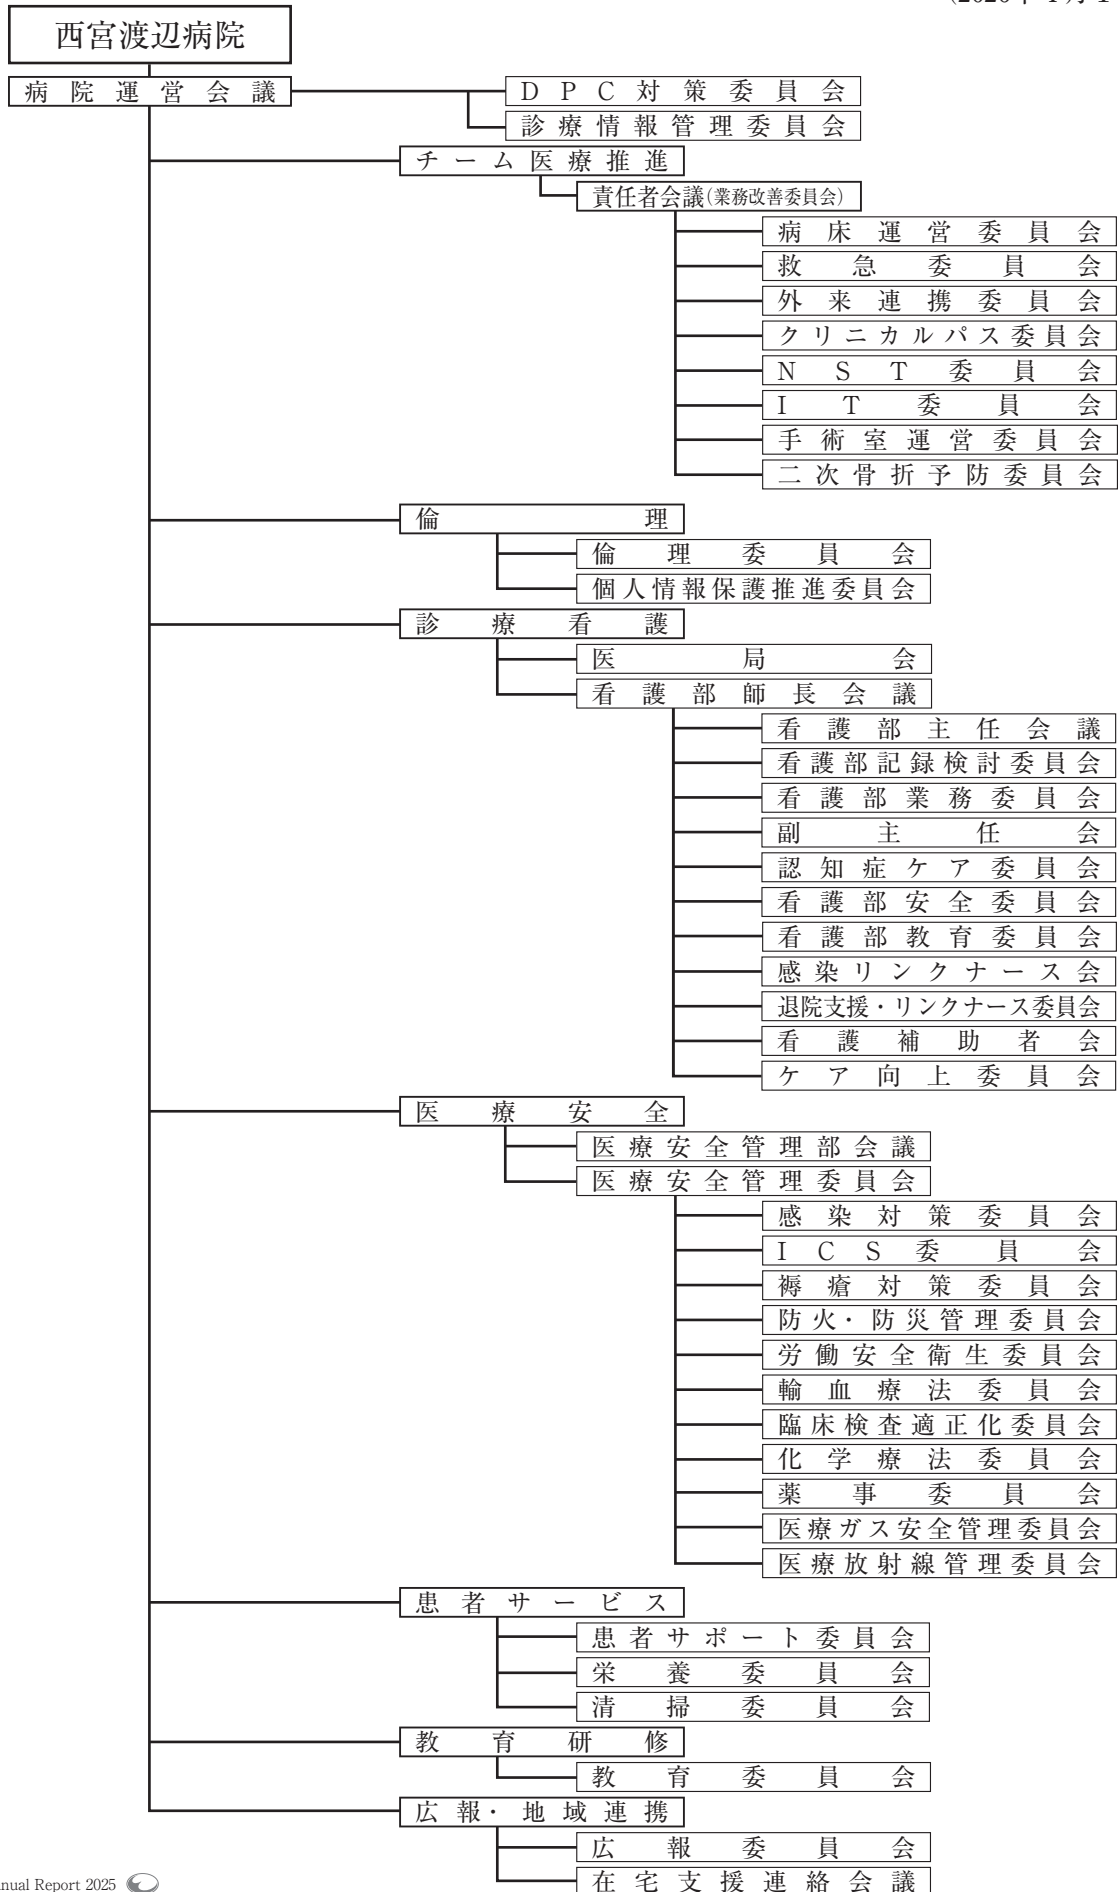 西宮渡辺病院
病院運営会議
DPC対策委員会
診療情報管理委員会
チーム医療推進
責任者会議(業務改善委員会)
病床運営委員会
救急委員会
外来連携委員会
クリニカルパス委員会
NST委員会
IT委員会
手術室運営委員会
二次骨折予防委員会
倫理
倫理委員会
個人情報保護推進委員会
診療看護
医局会
看護部師長会議
看護部主任会議
看護部記録検討委員会
看護部業務委員会
副主任会
認知症ケア委員会
看護部安全委員会
看護部教育委員会
感染リンクナース会
退院支援・リンクナース委員会
看護補助者会
ケア向上委員会
医療安全
医療安全管理部会議
医療安全管理委員会
感染対策委員会
ICS委員会
褥瘡対策委員会
防火・防災管理委員会
労働安全衛生委員会
輸血療法委員会
臨床検査適正化委員会
化学療法委員会
薬事委員会
医療ガス安全管理委員会
医療放射線管理委員会
患者サービス
患者サポート委員会
栄養委員会
清掃委員会
教育研修
教育委員会
広報・地域連携
広報委員会
在宅支援連絡会議
nual Report 2025